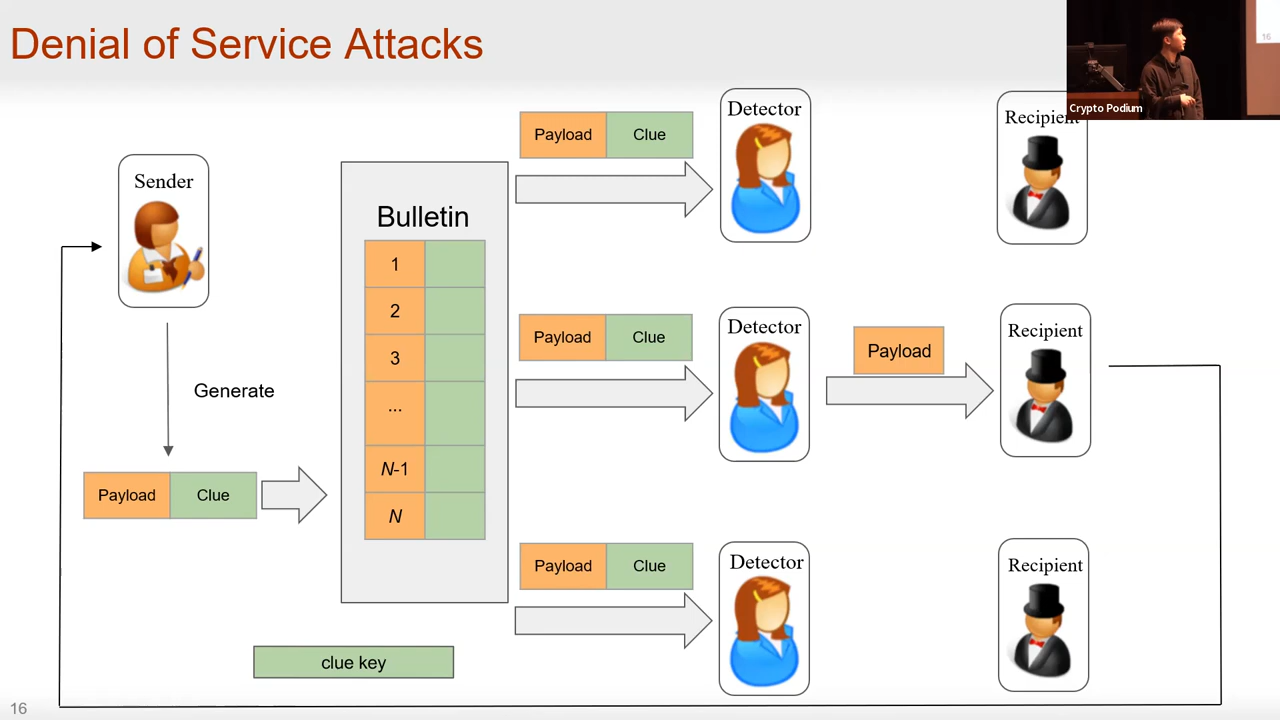 Denial of Service Attacks
16
Crypto Podium
Sender
Generate
Payload Clue
Bulletin
1
2
3
...
N-1
N
clue key
Payload Clue
Detector
Recipient
Payload Clue
Detector
Payload
Recipient
Payload Clue
Detector
Recipient
16